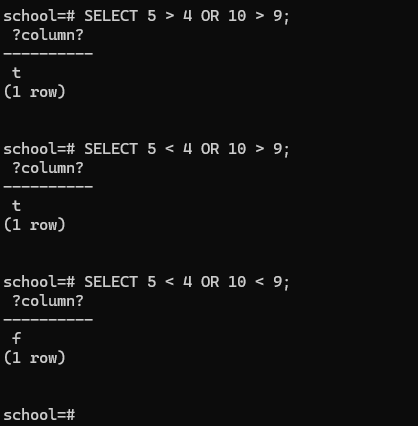 school=# SELECT 5 > 4 OR 10 > 9;
 ?column?
----------
 t
(1 row)
school=# SELECT 5 < 4 OR 10 > 9;
 ?column?
----------
 t
(1 row)
school=# SELECT 5 < 4 OR 10 < 9;
 ?column?
----------
 f
(1 row)
school=#